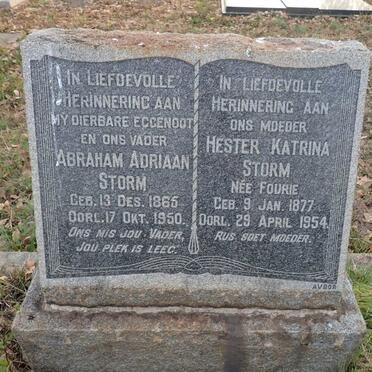 IN LIEFDEVOLLE
HERINNERING AAN
MY DIERBARE EGGENOOT
EN ONS VADER
ABRAHAM ADRIAAN
STORM
GEB. 13 DES. 1865
OORL. 17 OKT. 1950.
ONS MIS JOU VADER,
JOU PLEK IS LEEG.
IN LIEFDEVOLLE
HERINNERING AAN
ONS MOEDER
HESTER KATRINA
STORM
NÉE FOURIE
GEB. 9 JAN. 1877
OORL. 29 APRIL 1954.
RUS SOET MOEDER.